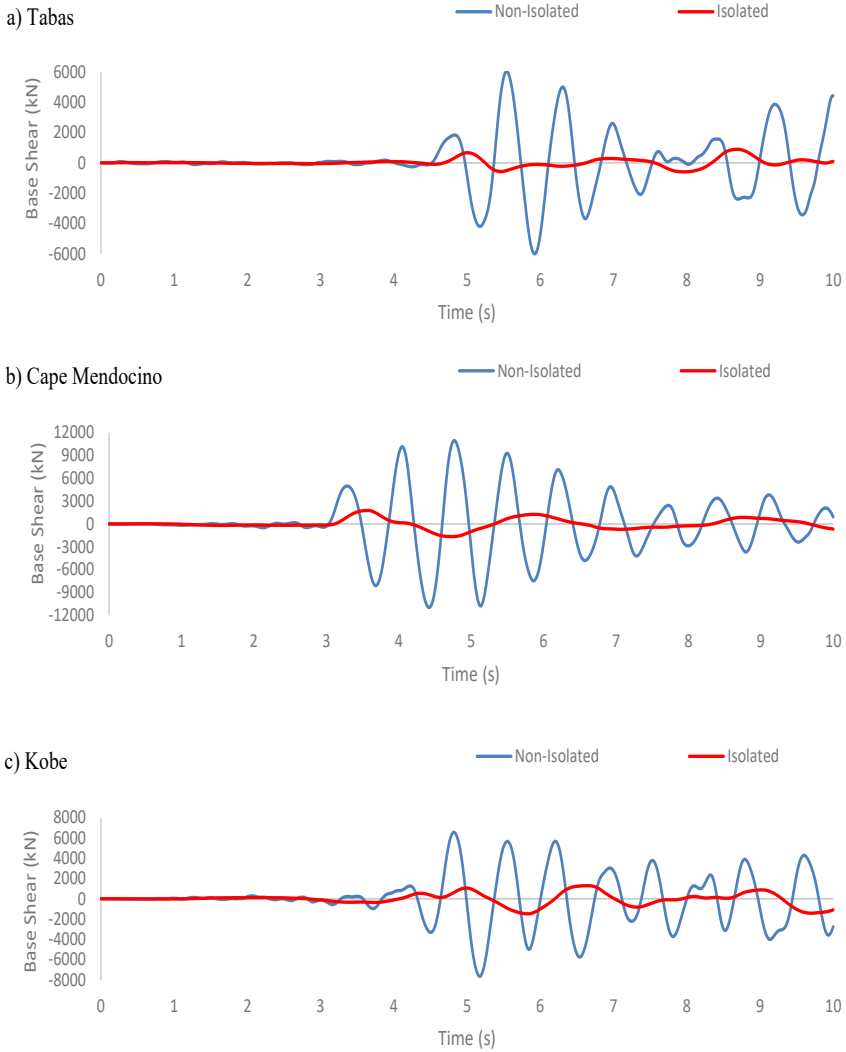 a) Tabas
Non-Isolated Isolated
Base Shear (kN)
6000
4000
2000
0
-2000
-4000
-6000
0 1 2 3 4 5 6 7 8 9 10
Time (s)
b) Cape Mendocino
Non-Isolated Isolated
Base Shear (kN)
12000
9000
6000
3000
0
-3000
-6000
-9000
-12000
0 1 2 3 4 5 6 7 8 9 10
Time (s)
c) Kobe
Non-Isolated Isolated
Base Shear (kN)
8000
6000
4000
2000
0
-2000
-4000
-6000
-8000
0 1 2 3 4 5 6 7 8 9 10
Time (s)